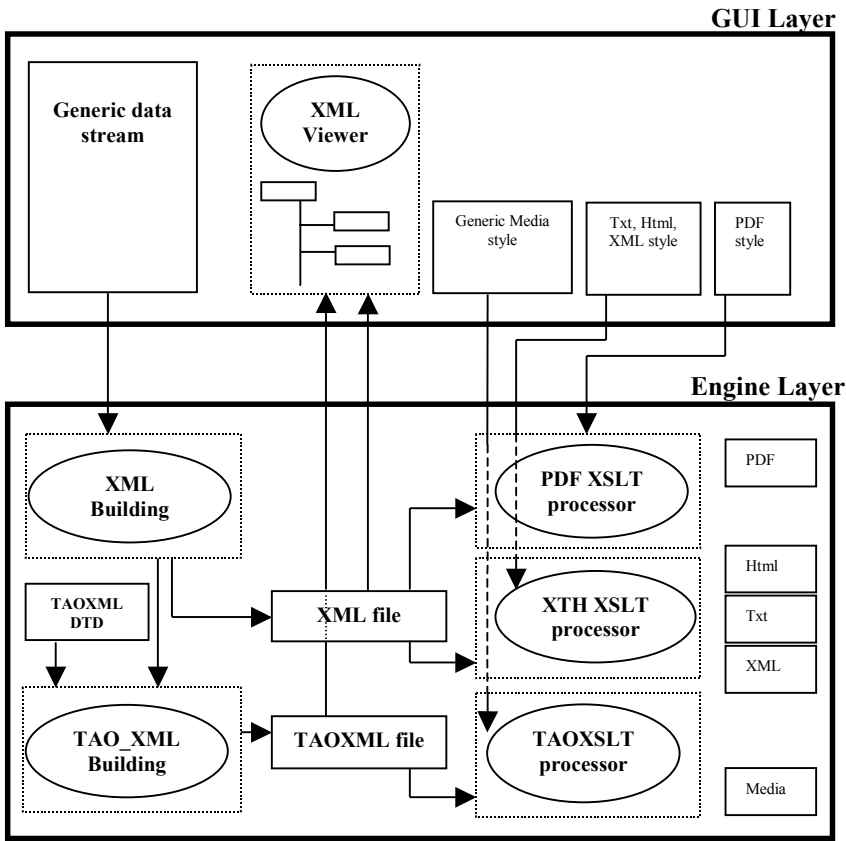 GUI Layer
Generic data
stream
XML
Viewer
Generic Media
style
Txt, Html,
XML style
PDF
style
Engine Layer
XML
Building
PDF XSLT
processor
PDF
TAOXML
DTD
XML file
XTH XSLT
processor
Html
Txt
XML
TAO_XML
Building
TAOXML file
TAOXSLT
processor
Media